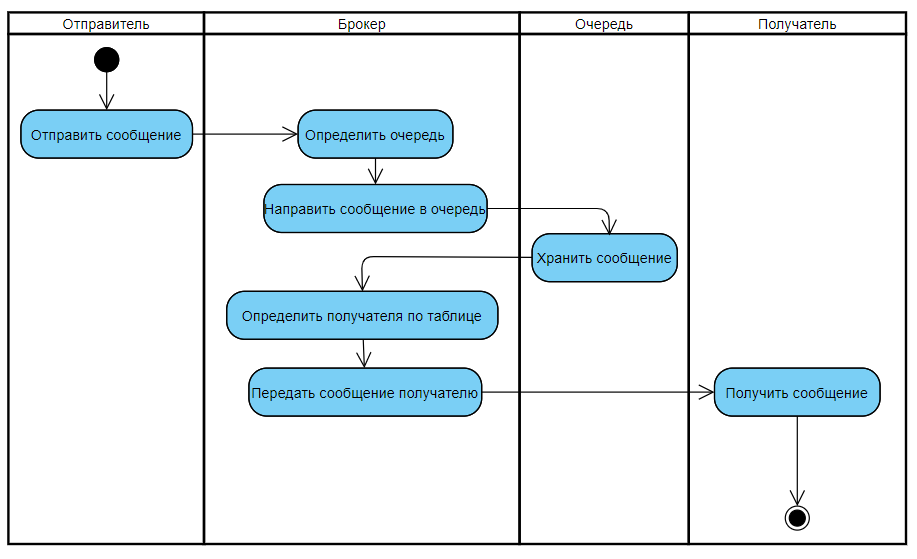 Отправитель
Брокер
Очередь
Получатель
Отправить сообщение
Определить очередь
Направить сообщение в очередь
Хранить сообщение
Определить получателя по таблице
Передать сообщение получателю
Получить сообщение